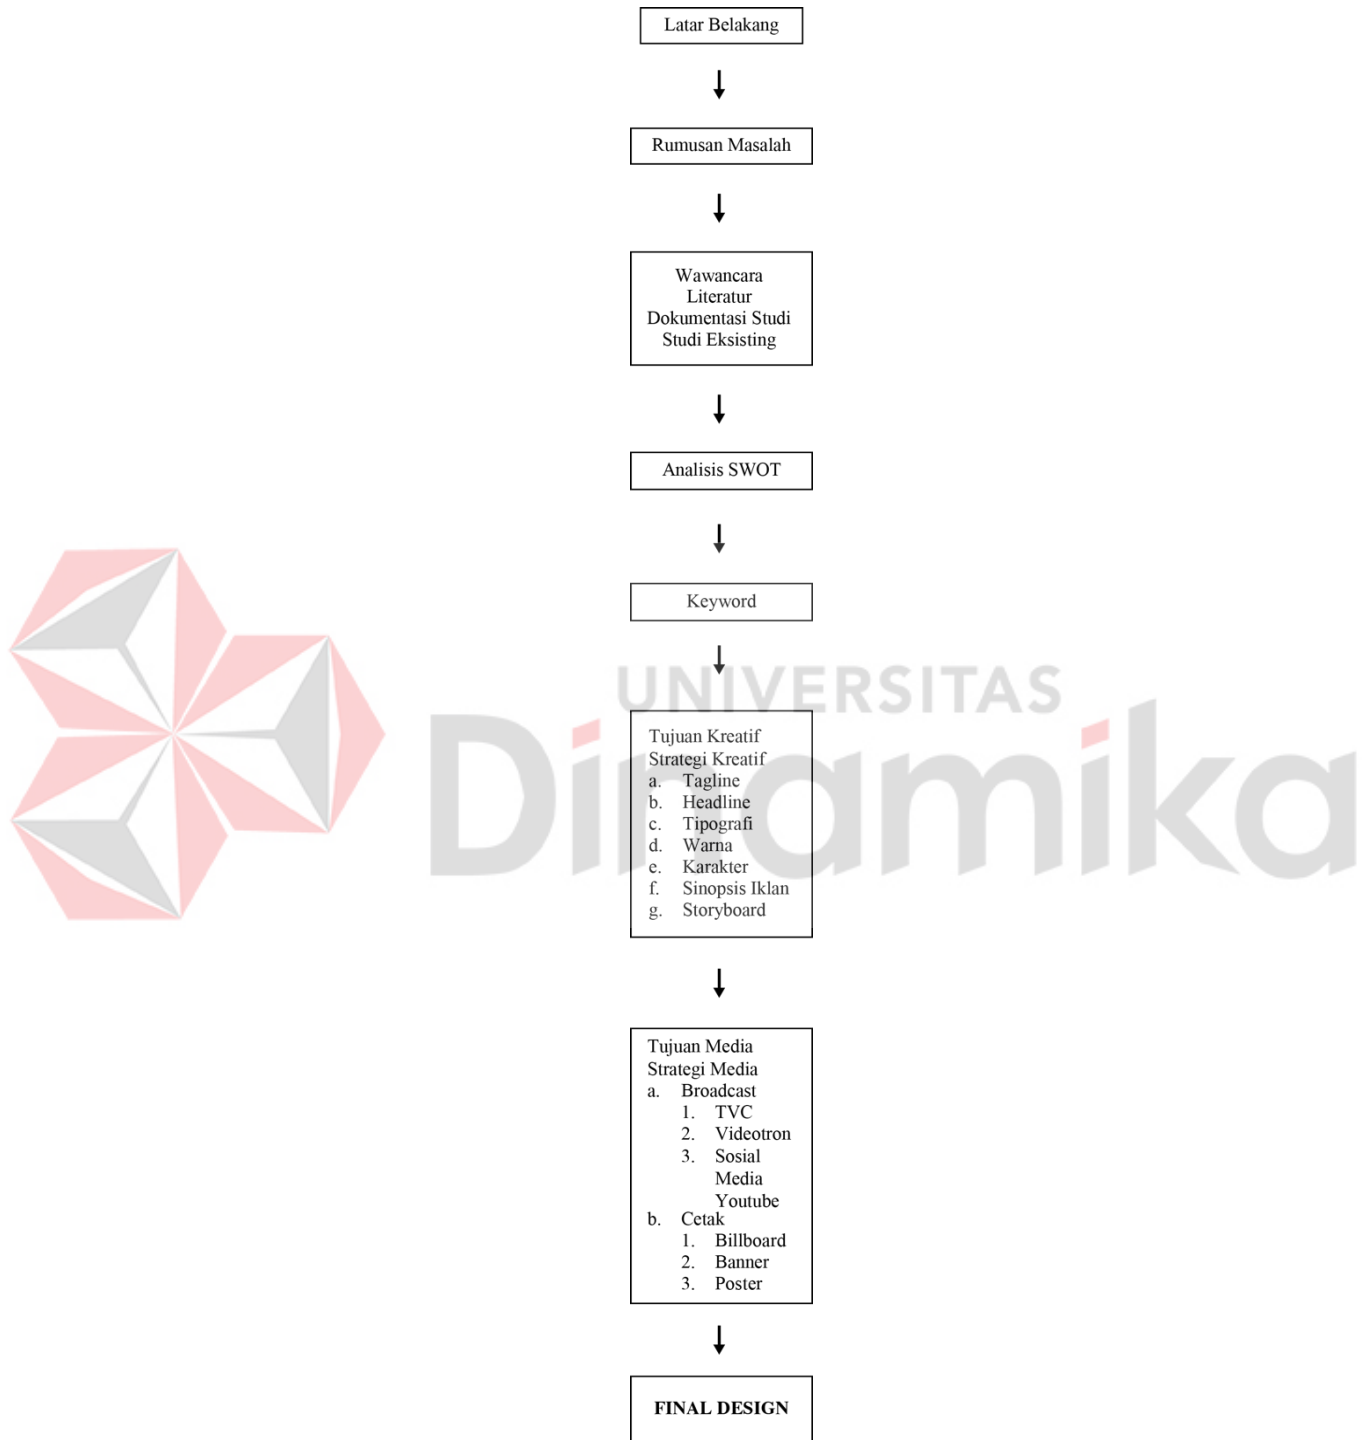 Latar Belakang
Rumusan Masalah
Wawancara
Literatur
Dokumentasi Studi
Studi Eksisting
Analisis SWOT
Keyword
UNIVERSITAS
Dinamika
Tujuan Kreatif
Strategi Kreatif
a. Tagline
b. Headline
c. Tipografi
d. Warna
e. Karakter
f. Sinopsis Iklan
g. Storyboard
Tujuan Media
Strategi Media
a. Broadcast
1. TVC
2. Videotron
3. Sosial
Media
Youtube
b. Cetak
1. Billboard
2. Banner
3. Poster
FINAL DESIGN